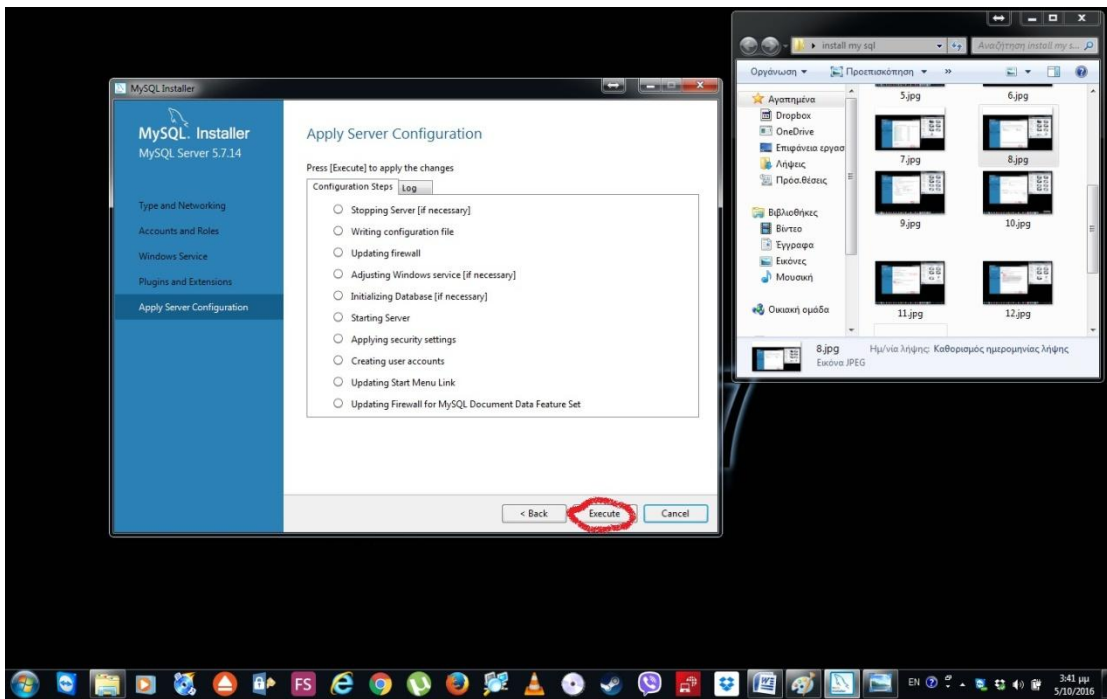 MySQL Installer
MySQL. Installer
MySQL Server 5.7.14
Type and Networking
Accounts and Roles
Windows Service
Plugins and Extensions
Apply Server Configuration
Apply Server Configuration
Press [Execute] to apply the changes
Configuration Steps Log
Stopping Server [if necessary]
Writing configuration file
Updating firewall
Adjusting Windows service [if necessary]
Initializing Database [if necessary]
Starting Server
Applying security settings
Creating user accounts
Updating Start Menu Link
Updating Firewall for MySQL Document Data Feature Set
< Back Execute Cancel
install my sql
Αναζήτηση install my s...
Οργάνωση Προεπισκόπηση »
Αγαπημένα
Dropbox
OneDrive
Επιφάνεια εργασ
Λήψεις
Πρόσ.θέσεις
Βιβλιοθήκες
Βίντεο
Έγγραφα
Εικόνες
Μουσική
Οικιακή ομάδα
5.jpg 6.jpg
7.jpg 8.jpg
9.jpg 10.jpg
11.jpg 12.jpg
8.jpg Ημ/νία λήψης: Καθορισμός ημερομηνίας λήψης
Εικόνα JPEG
FS
EN
3:41 μμ
5/10/2016